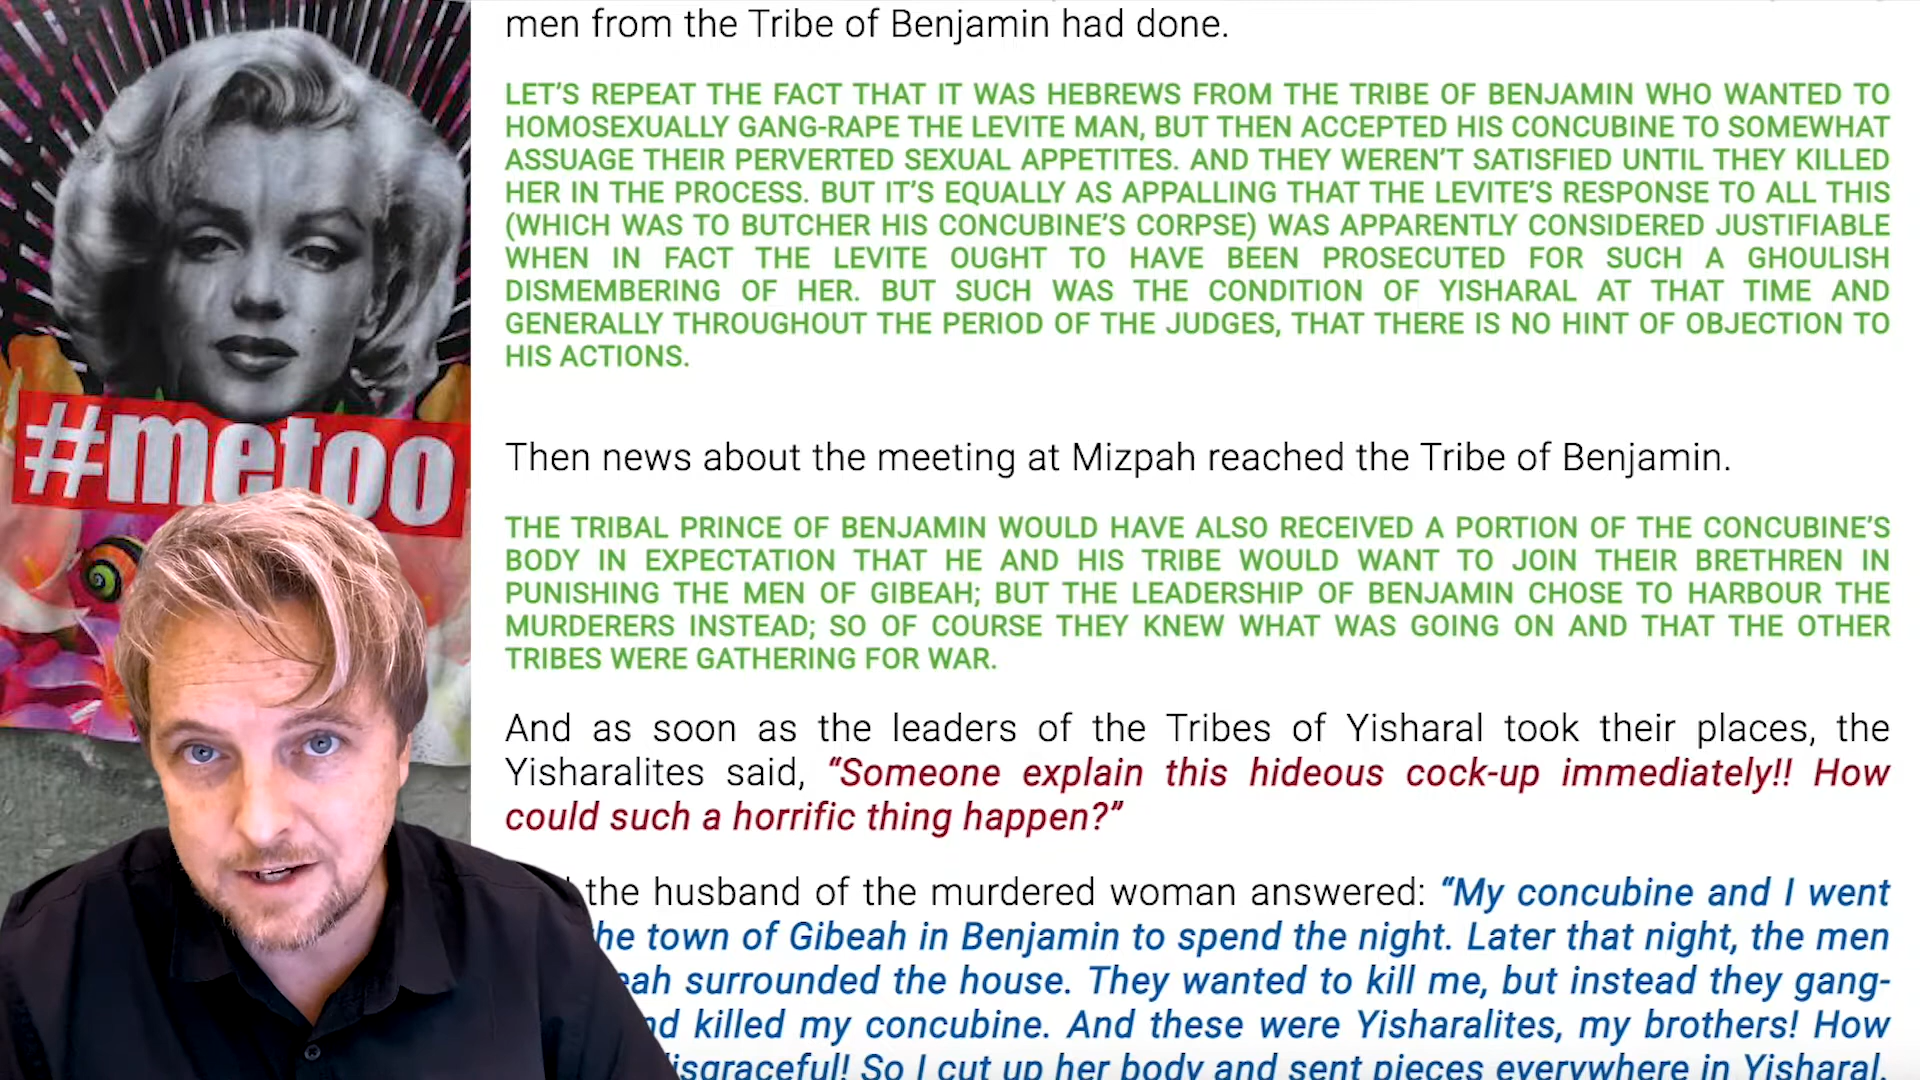 #metoo
men from the Tribe of Benjamin had done.
LET'S REPEAT THE FACT THAT IT WAS HEBREWS FROM THE TRIBE OF BENJAMIN WHO WANTED TO
HOMOSEXUALLY GANG-RAPE THE LEVITE MAN, BUT THEN ACCEPTED HIS CONCUBINE TO SOMEWHAT
ASSUAGE THEIR PERVERTED SEXUAL APPETITES. AND THEY WEREN'T SATISFIED UNTIL THEY KILLED
HER IN THE PROCESS. BUT IT'S EQUALLY AS APPALLING THAT THE LEVITE'S RESPONSE TO ALL THIS
(WHICH WAS TO BUTCHER HIS CONCUBINE'S CORPSE) WAS APPARENTLY CONSIDERED JUSTIFIABLE
WHEN IN FACT THE LEVITE OUGHT TO HAVE BEEN PROSECUTED FOR SUCH A GHOULISH
DISMEMBERING OF HER. BUT SUCH WAS THE CONDITION OF YISHARAL AT THAT TIME AND
GENERALLY THROUGHOUT THE PERIOD OF THE JUDGES, THAT THERE IS NO HINT OF OBJECTION TO
HIS ACTIONS.
Then news about the meeting at Mizpah reached the Tribe of Benjamin.
THE TRIBAL PRINCE OF BENJAMIN WOULD HAVE ALSO RECEIVED A PORTION OF THE CONCUBINE'S
BODY IN EXPECTATION THAT HE AND HIS TRIBE WOULD WANT TO JOIN THEIR BRETHREN IN
PUNISHING THE MEN OF GIBEAH; BUT THE LEADERSHIP OF BENJAMIN CHOSE TO HARBOUR THE
MURDERERS INSTEAD; SO OF COURSE THEY KNEW WHAT WAS GOING ON AND THAT THE OTHER
TRIBES WERE GATHERING FOR WAR.
And as soon as the leaders of the Tribes of Yisharal took their places, the
Yisharalites said, "Someone explain this hideous cock-up immediately!! How
could such a horrific thing happen?"
the husband of the murdered woman answered: "My concubine and I went
town of Gibeah in Benjamin to spend the night. Later that night, the men
surrounded the house. They wanted to kill me, but instead they gang-
killed my concubine. And these were Yisharalites, my brothers! How
disgraceful! So I cut up her body and sent pieces everywhere in Yisharal.